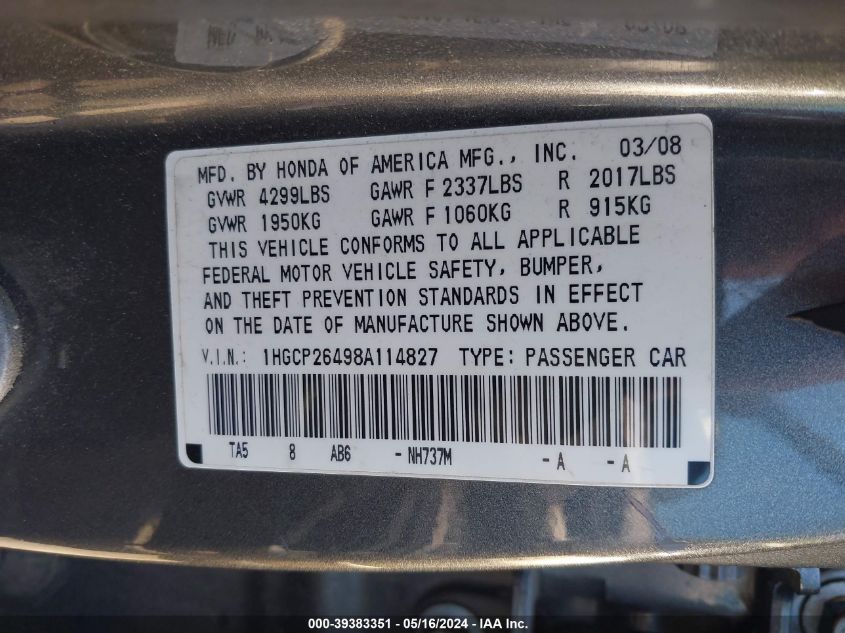 MFD. BY HONDA OF AMERICA MFG., INC. 03/08
GVWR 4299LBS GAWR F 2337LBS R 2017LBS
GVWR 1950KG GAWR F 1060KG R 915KG
THIS VEHICLE CONFORMS TO ALL APPLICABLE
FEDERAL MOTOR VEHICLE SAFETY, BUMPER,
AND THEFT PREVENTION STANDARDS IN EFFECT
ON THE DATE OF MANUFACTURE SHOWN ABOVE.
V.I.N.: 1HGCP26498A114827 TYPE: PASSENGER CAR
TA5 8 AB6 - NH737M - A - A
000-39383351 / 05/16/2024 / IAA Inc.